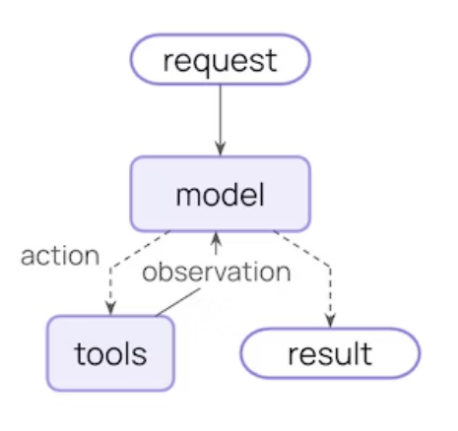 request
model
action
observation
tools
result